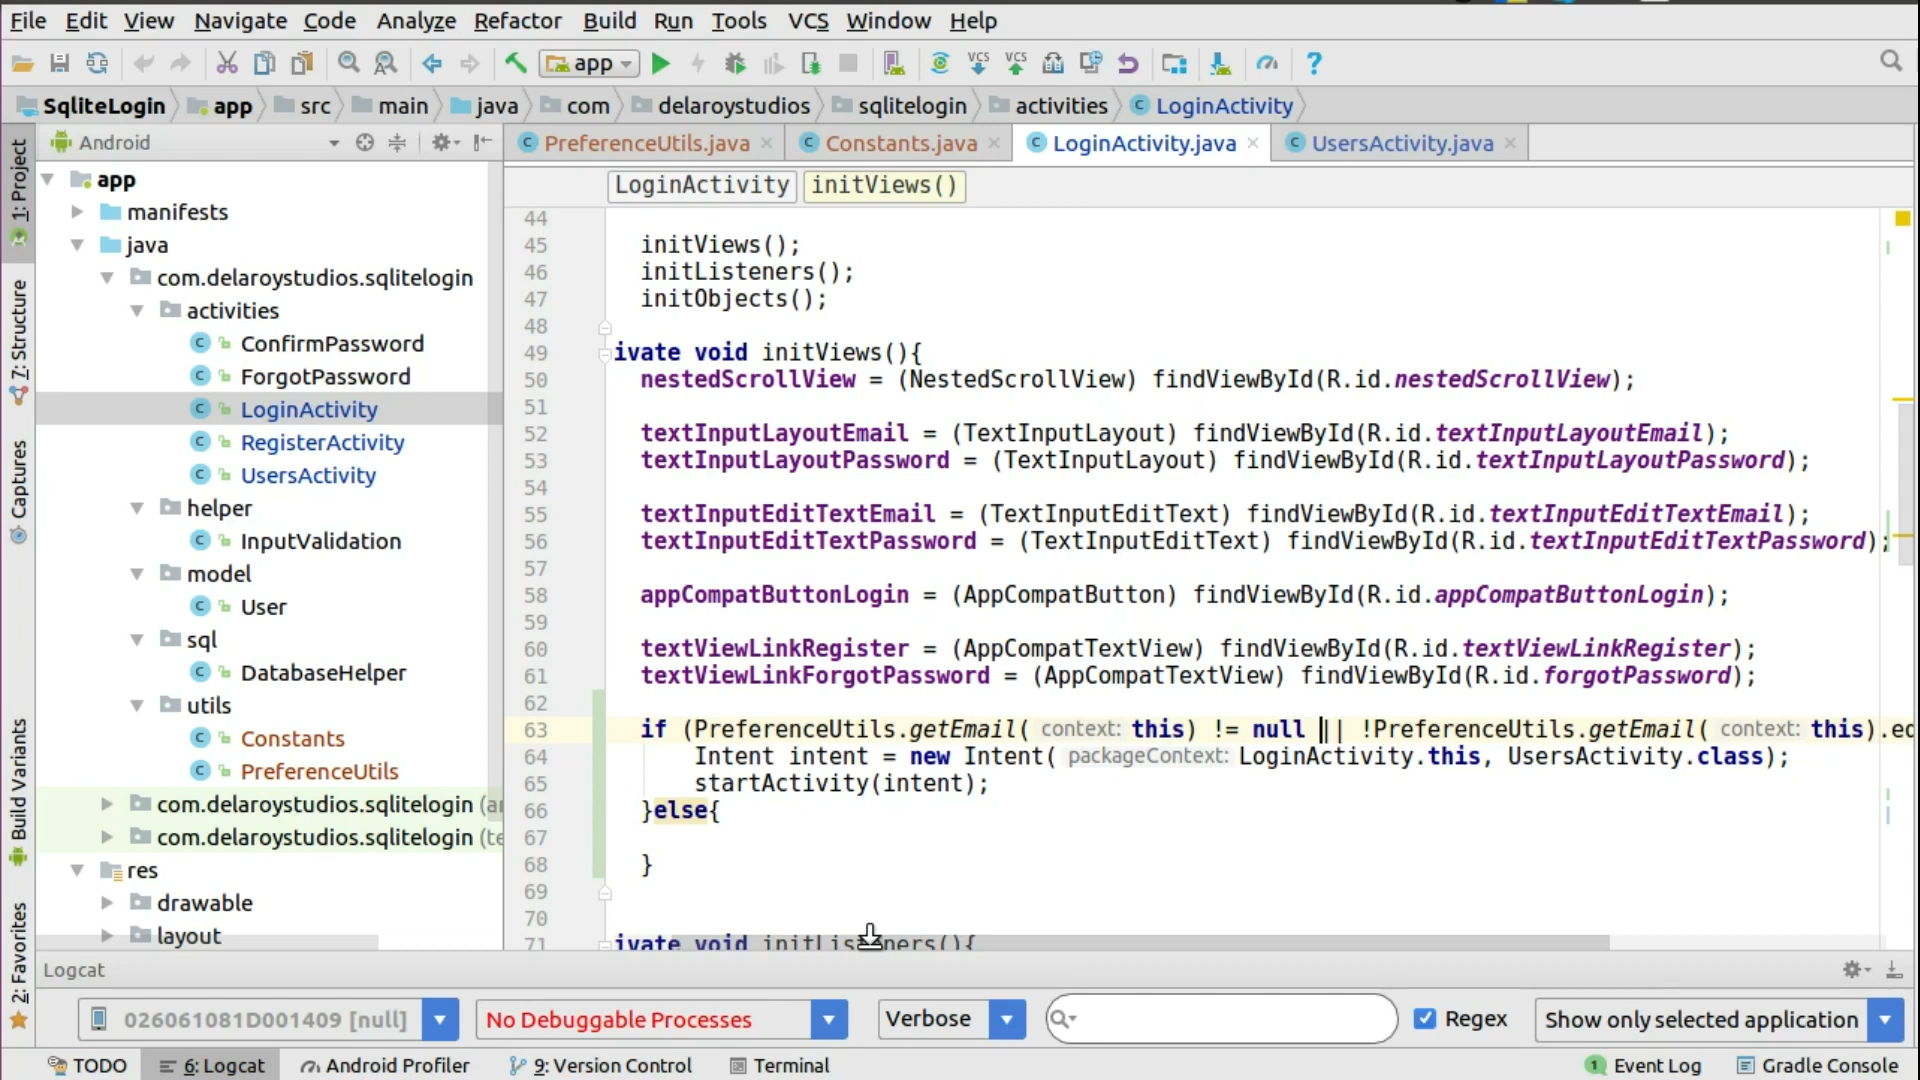 File Edit View Navigate Code Analyze Refactor Build Run Tools VCS Window Help
app
VCS VCS ?
SqliteLogin app src main java com delaroystudios sqlitelogin activities LoginActivity
Android
PreferenceUtils.java Constants.java LoginActivity.java UsersActivity.java
LoginActivity initViews()
1: Project
7: Structure
Captures
Build Variants
2: Favorites
app
manifests
java
com.delaroystudios.sqlitelogin
activities
ConfirmPassword
ForgotPassword
LoginActivity
RegisterActivity
UsersActivity
helper
InputValidation
model
User
sql
DatabaseHelper
utils
Constants
PreferenceUtils
com.delaroystudios.sqlitelogin (ar
com.delaroystudios.sqlitelogin (te
res
drawable
layout
44
45 initViews();
46 initListeners();
47 initObjects();
48
49 ivate void initViews(){
50 nestedScrollView = (NestedScrollView) findViewById(R.id.nestedScrollView);
51
52 textInputLayoutEmail = (TextInputLayout) findViewById(R.id.textInputLayoutEmail);
53 textInputLayoutPassword = (TextInputLayout) findViewById(R.id.textInputLayoutPassword);
54
55 textInputEditTextEmail = (TextInputEditText) findViewById(R.id.textInputEditTextEmail);
56 textInputEditTextPassword = (TextInputEditText) findViewById(R.id.textInputEditTextPassword);
57
58 appCompatButtonLogin = (AppCompatButton) findViewById(R.id.appCompatButtonLogin);
59
60 textViewLinkRegister = (AppCompatTextView) findViewById(R.id.textViewLinkRegister);
61 textViewLinkForgotPassword = (AppCompatTextView) findViewById(R.id.forgotPassword);
62
63 if (PreferenceUtils.getEmail( context: this) != null || !PreferenceUtils.getEmail( context: this).eq
64 Intent intent = new Intent( packageContext: LoginActivity.this, UsersActivity.class);
65 startActivity(intent);
66 }else{
67
68 }
69
70
71 ivate void initListeners(){
Logcat
026061081D001409 [null] No Debuggable Processes Verbose Regex Show only selected application
TODO 6: Logcat Android Profiler 9: Version Control Terminal 1 Event Log Gradle Console